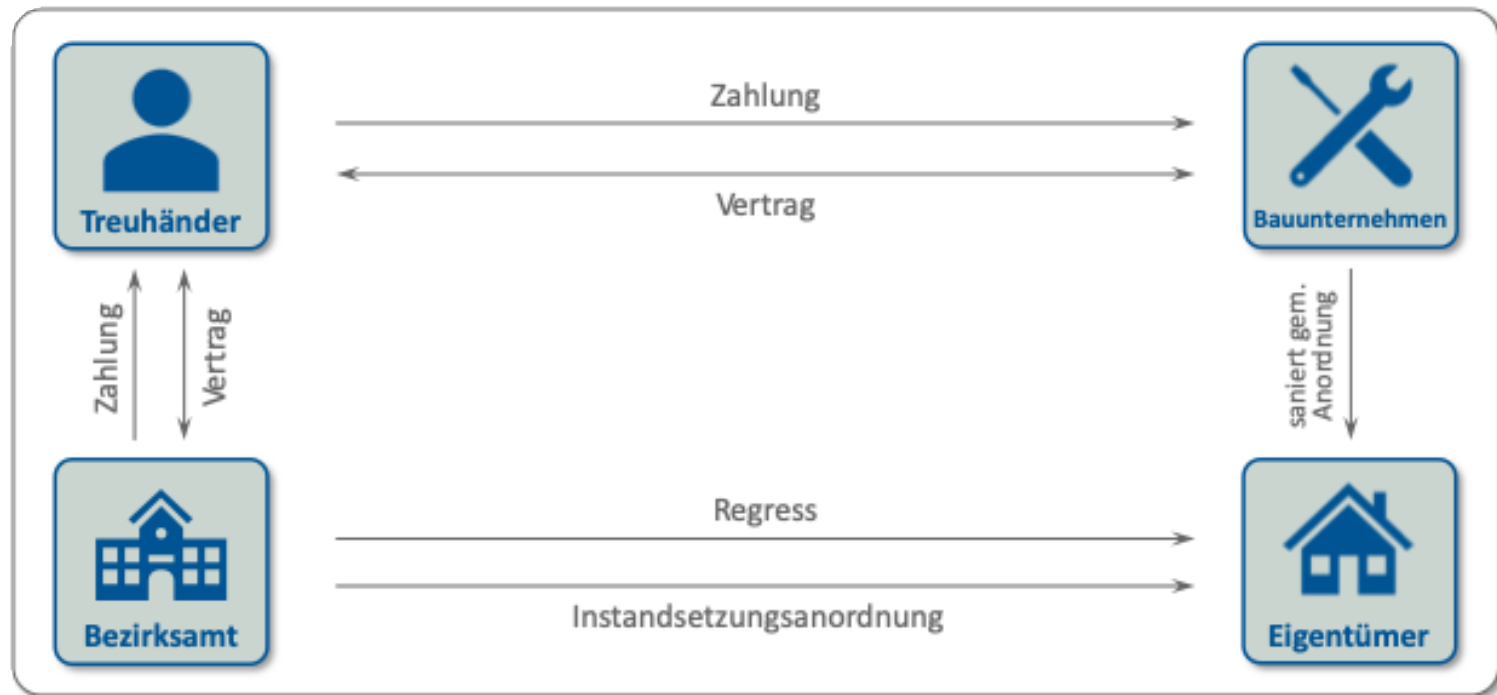 Zahlung
Treuhänder
Vertrag
Bauunternehmen
Zahlung
Vertrag
saniert gem.
Anordnung
Regress
Bezirksamt
Instandsetzungsanordnung
Eigentümer